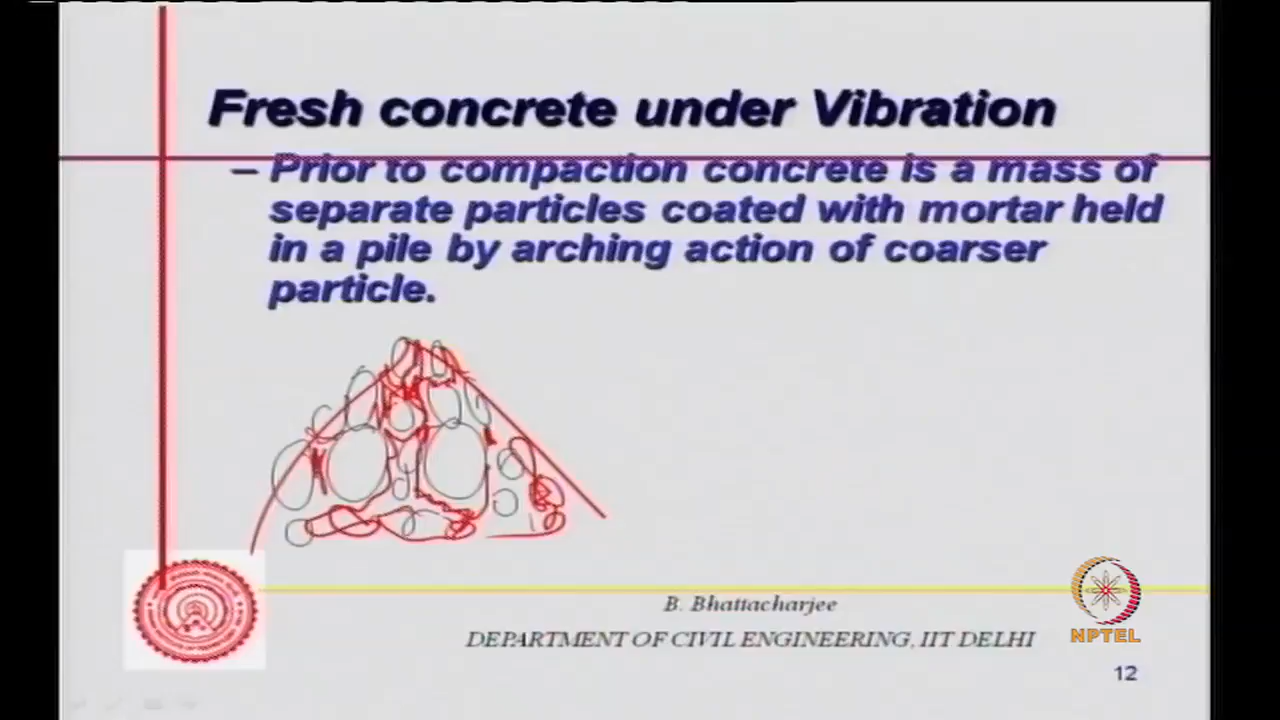 Fresh concrete under Vibration
– Prior to compaction concrete is a mass of
separate particles coated with mortar held
in a pile by arching action of coarser
particle.
B. Bhattacharjee
DEPARTMENT OF CIVIL ENGINEERING, IIT DELHI
NPTEL
12